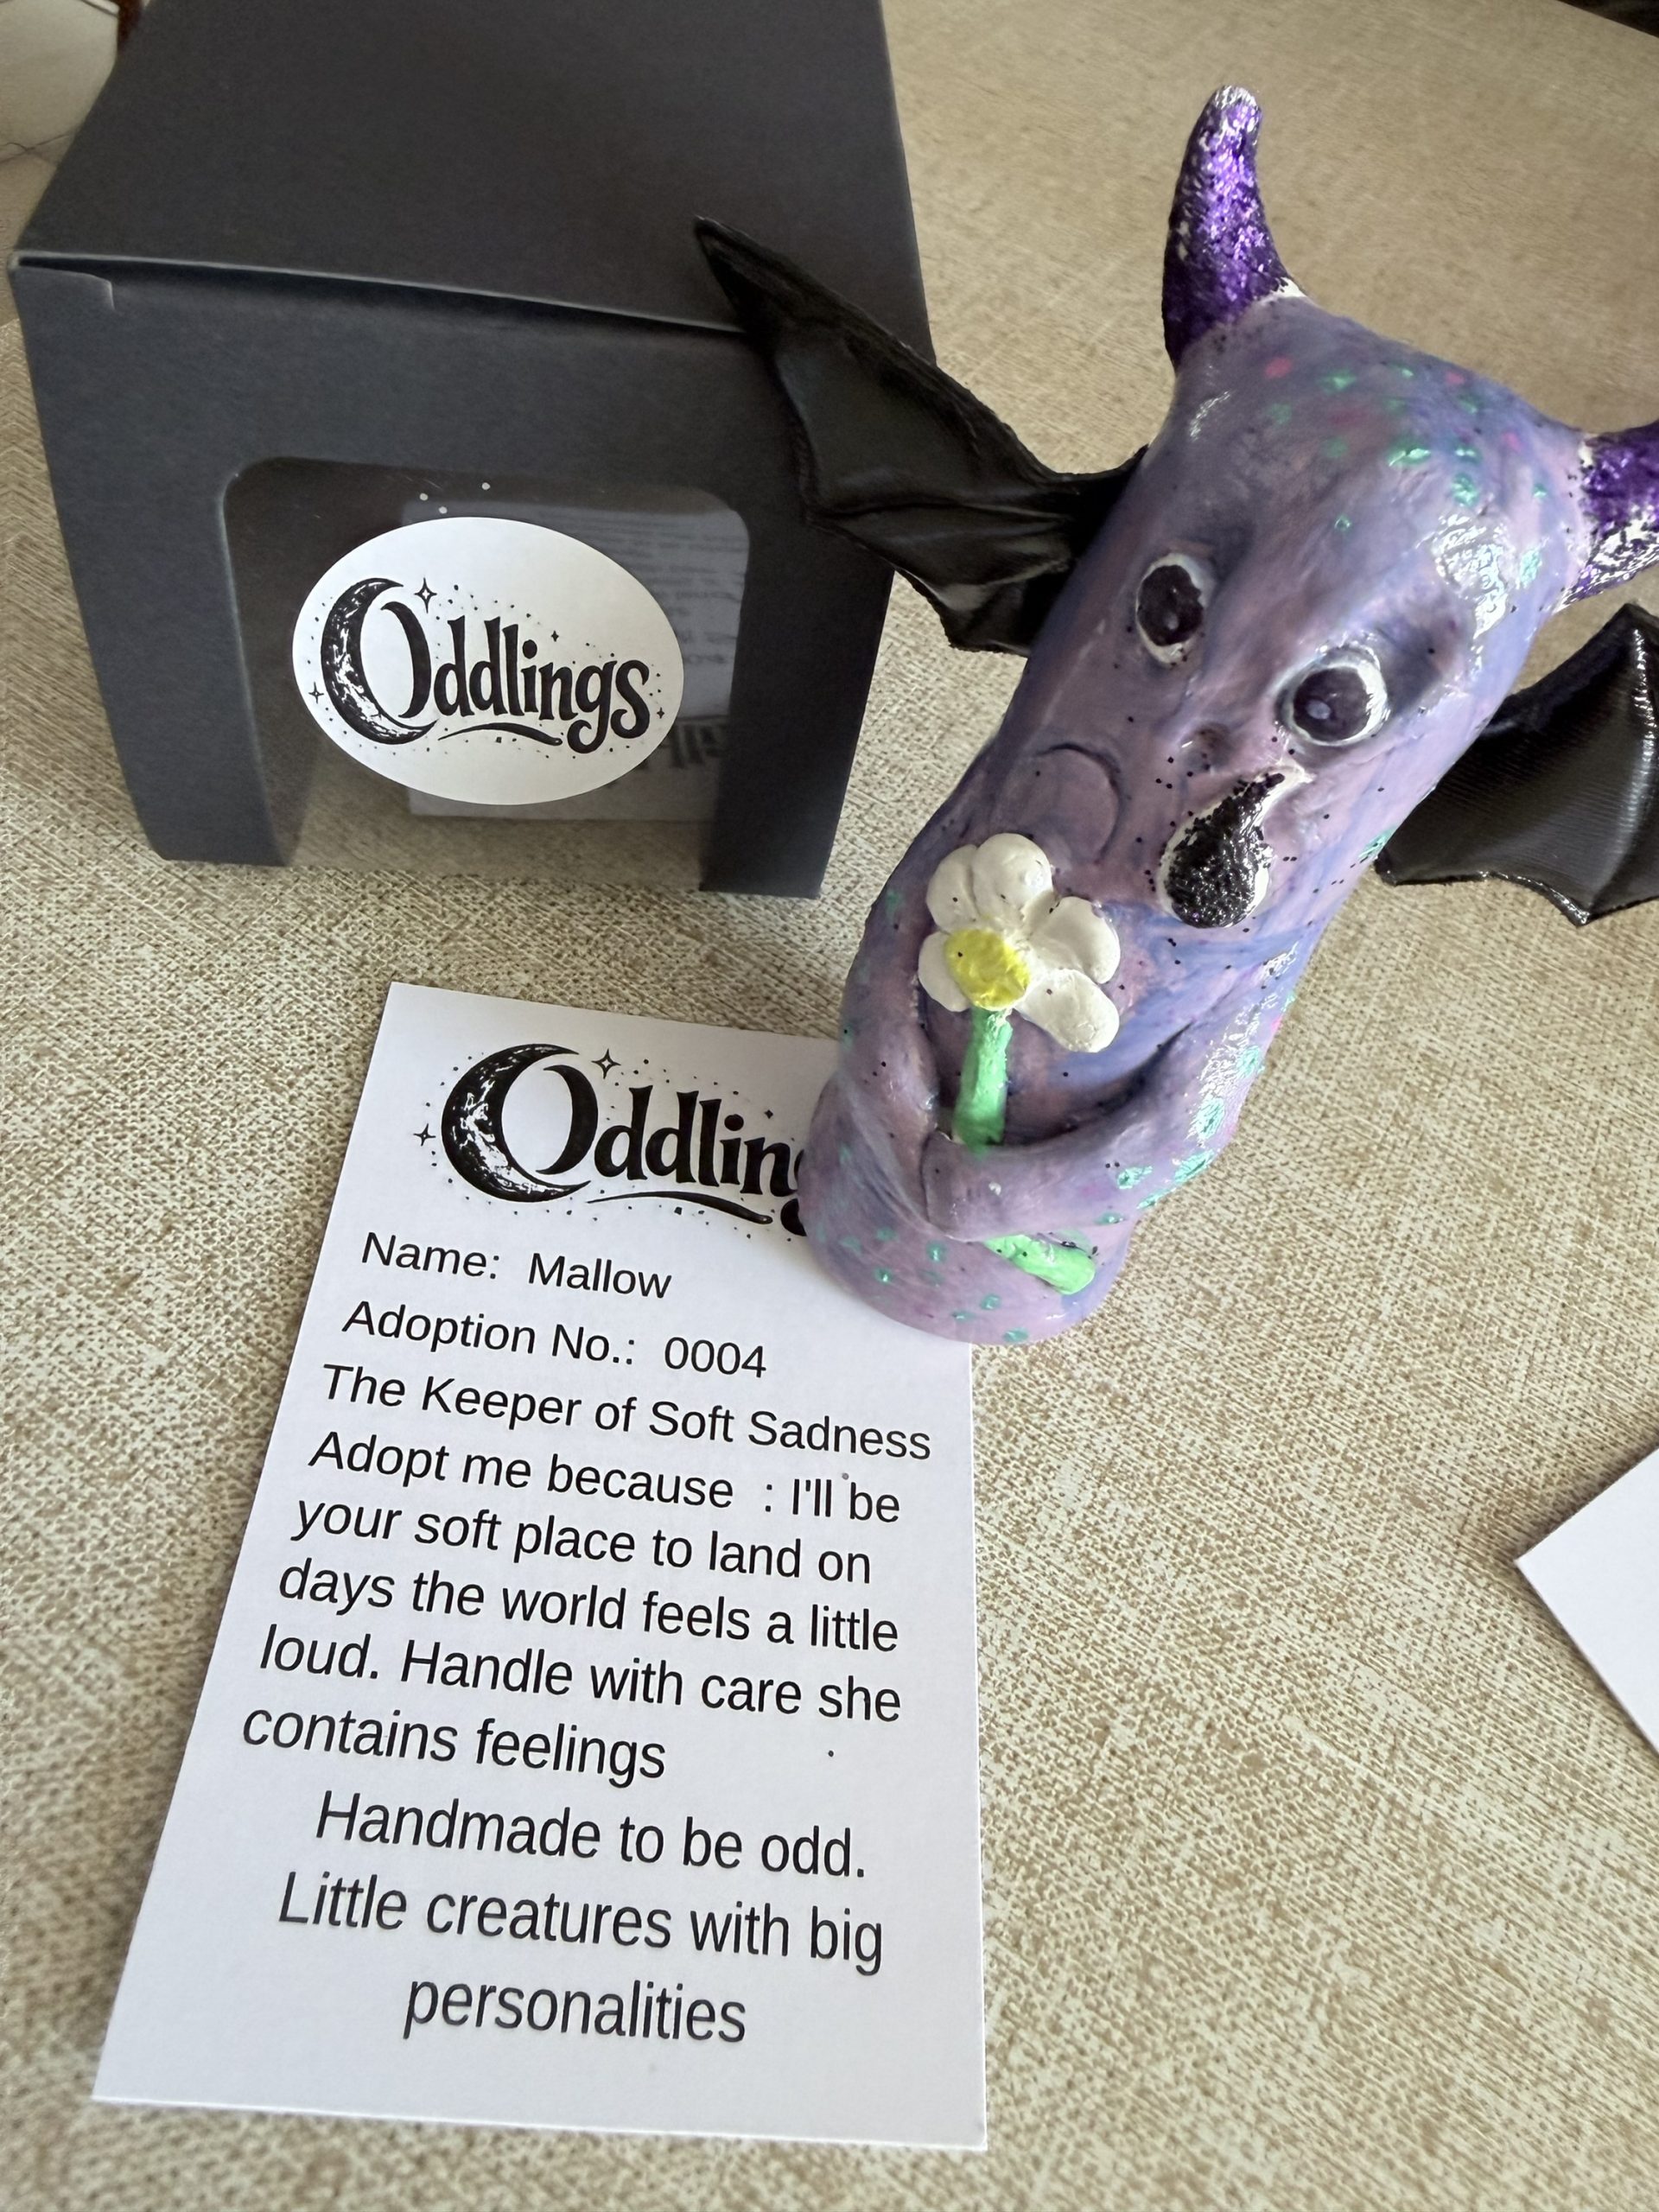 Oddlings
Oddling
Name: Mallow
Adoption No.: 0004
The Keeper of Soft Sadness
Adopt me because : I'll be
your soft place to land on
days the world feels a little
loud. Handle with care she
contains feelings
Handmade to be odd.
Little creatures with big
personalities